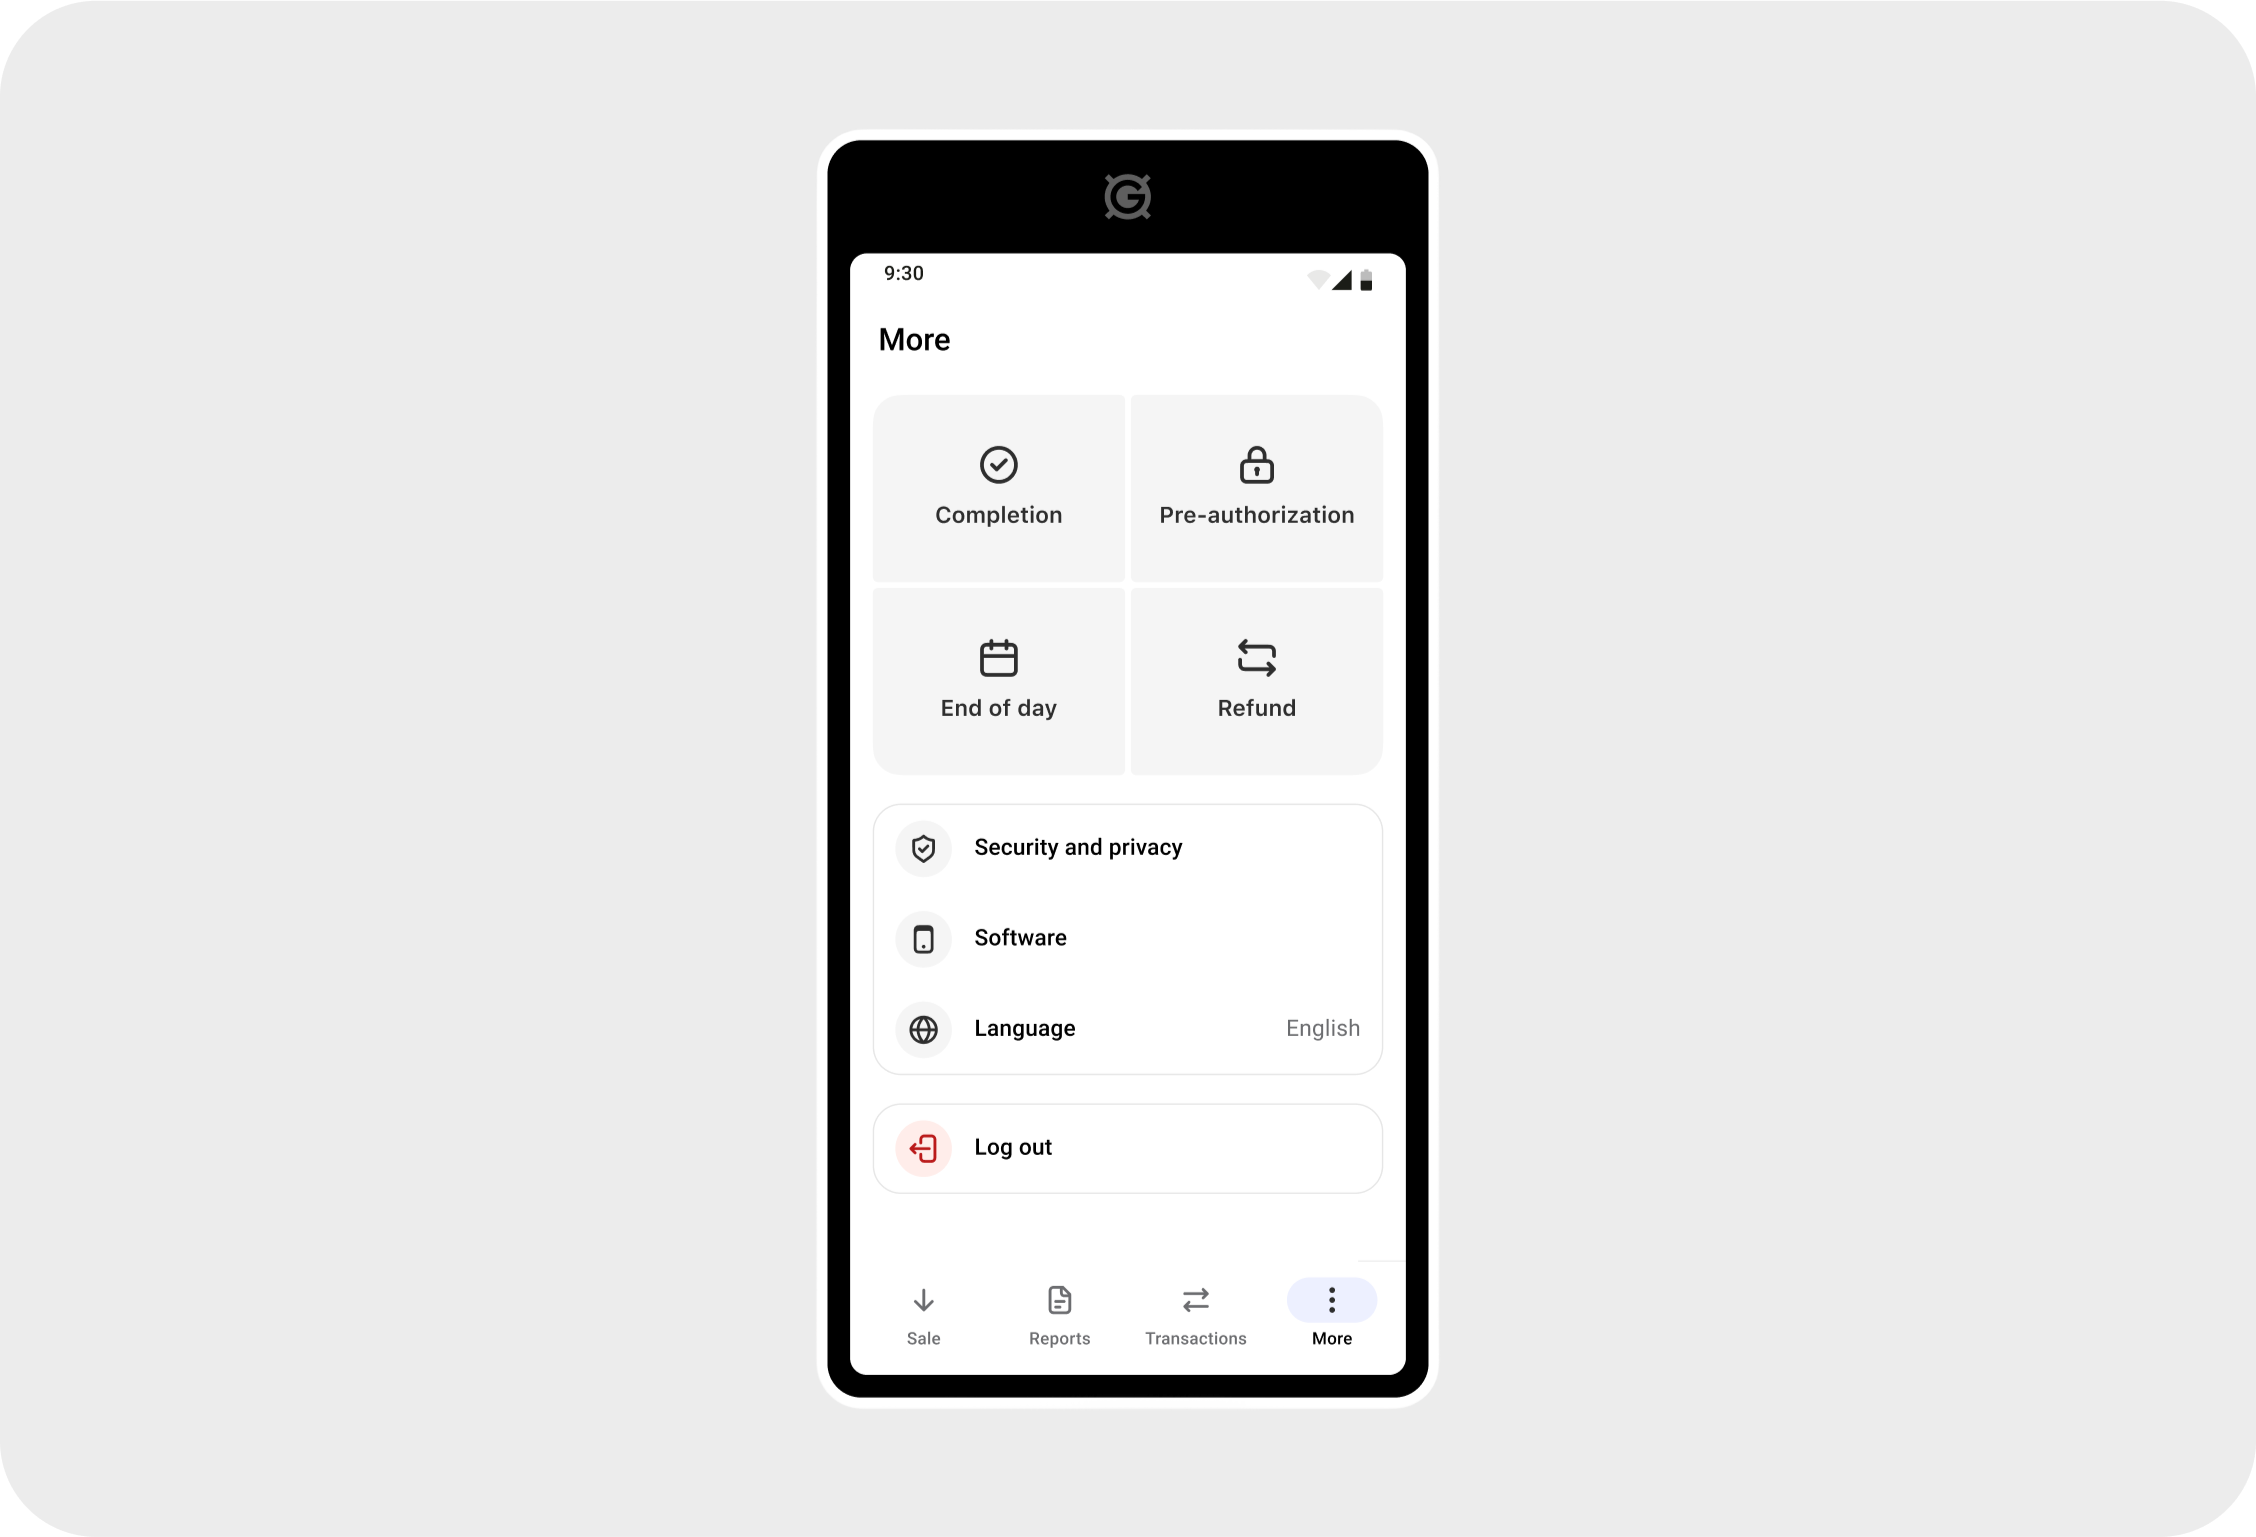 9:30
More
Completion
Pre-authorization
End of day
Refund
Security and privacy
Software
Language
English
Log out
Sale
Reports
Transactions
More